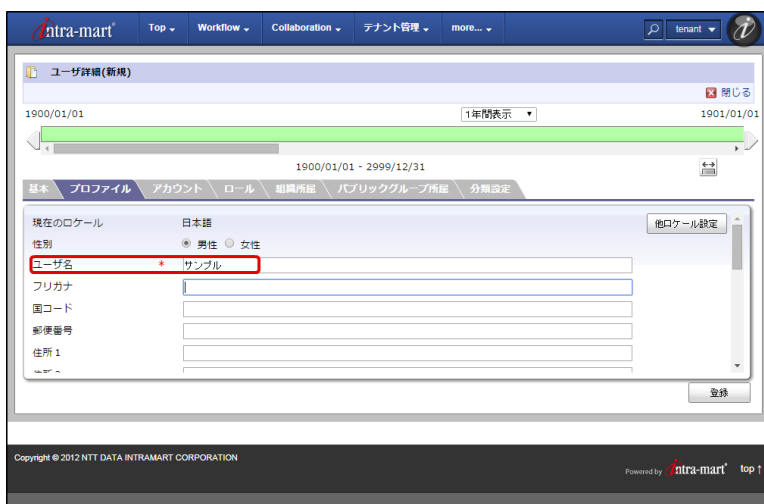 intra-mart Top Workflow Collaboration テナント管理 more... tenant
ユーザ詳細(新規)
閉じる
1900/01/01 1年間表示 1901/01/01
1900/01/01 - 2999/12/31
基本 プロファイル アカウント ロール 組織所属 パブリックグループ所属 分類設定
現在のロケール 日本語 他ロケール設定
性別 男性 女性
ユーザ名 * サンプル
フリガナ
国コード
郵便番号
住所1
登録
Copyright © 2012 NTT DATA INTRAMART CORPORATION
Powered by intra-mart top ↑